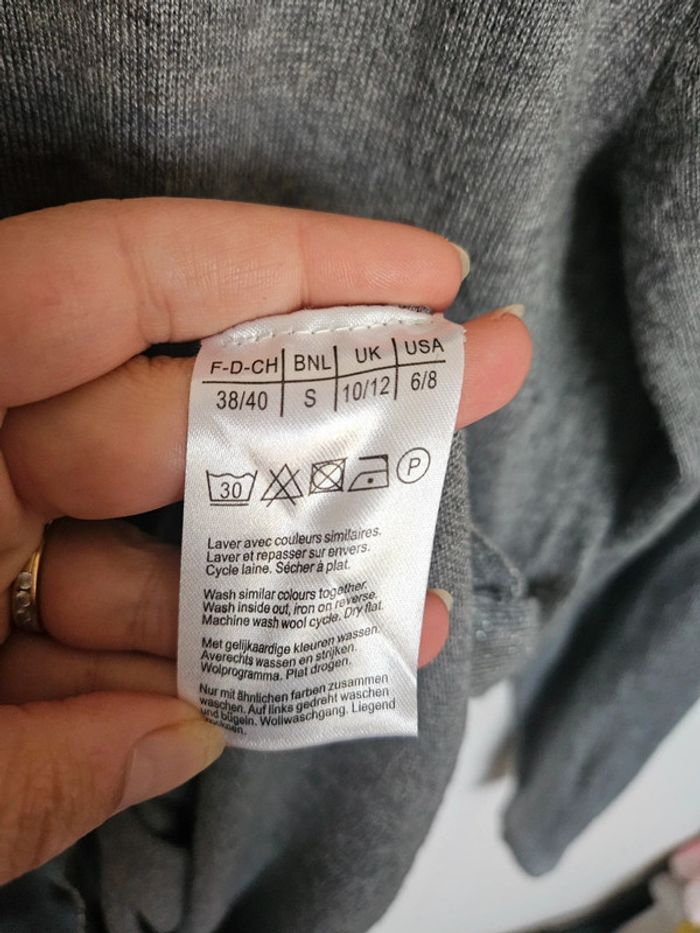 F-D-CH BNL UK USA
38/40 S 10/12 6/8
30 P
Laver avec couleurs similaires.
Laver et repasser sur envers.
Cycle laine. Sécher à plat.
Wash similar colours together.
Wash inside out, iron on reverse.
Machine wash wool cycle. Dry flat.
Met gelijkaardige kleuren wassen.
Averechts wassen en strijken.
Wolprogramma. Plat drogen.
Nur mit ähnlichen farben zusammen
waschen. Auf links gedreht waschen
und bügeln. Wollwaschgang. Liegend